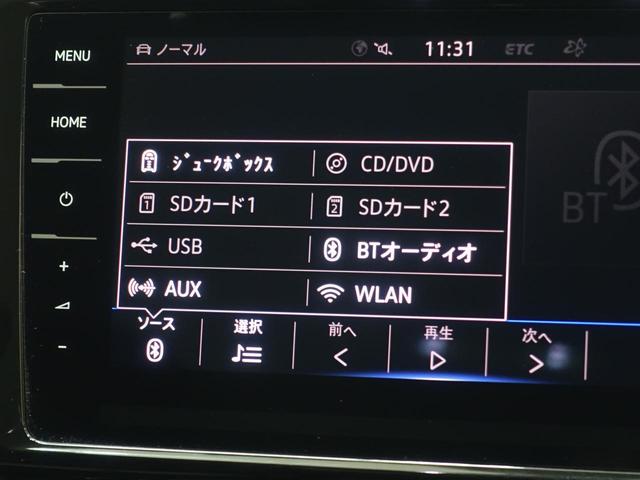 MENU
HOME
ノーマル 11:31 ETC
ｼﾞｭｰｸﾎﾞｯｸｽ CD/DVD
SDカード1 SDカード2
USB BTオーディオ
AUX WLAN
BT
ソース 選択 前へ 再生 次へ